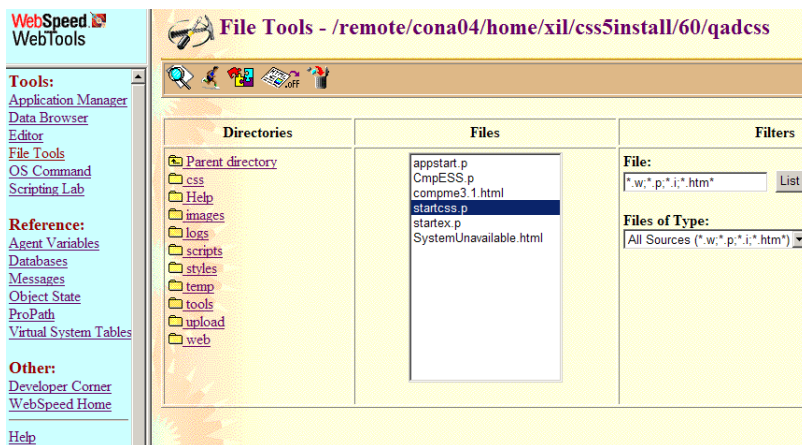 WebSpeed
WebTools
Tools:
Application Manager
Data Browser
Editor
File Tools
OS Command
Scripting Lab
Reference:
Agent Variables
Databases
Messages
Object State
ProPath
Virtual System Tables
Other:
Developer Corner
WebSpeed Home
Help
File Tools - /remote/cona04/home/xil/css5install/60/qadcss
.OFF
Directories
Parent directory
css
Help
images
logs
scripts
styles
temp
tools
upload
web
Files
appstart.p
CmpESS.p
compme3.1.html
startcss.p
startex.p
SystemUnavailable.html
Filters
File:
*.w;*.p;*.i;*.htm*
List
Files of Type:
All Sources (*.w;*.p;*.i;*.htm*)